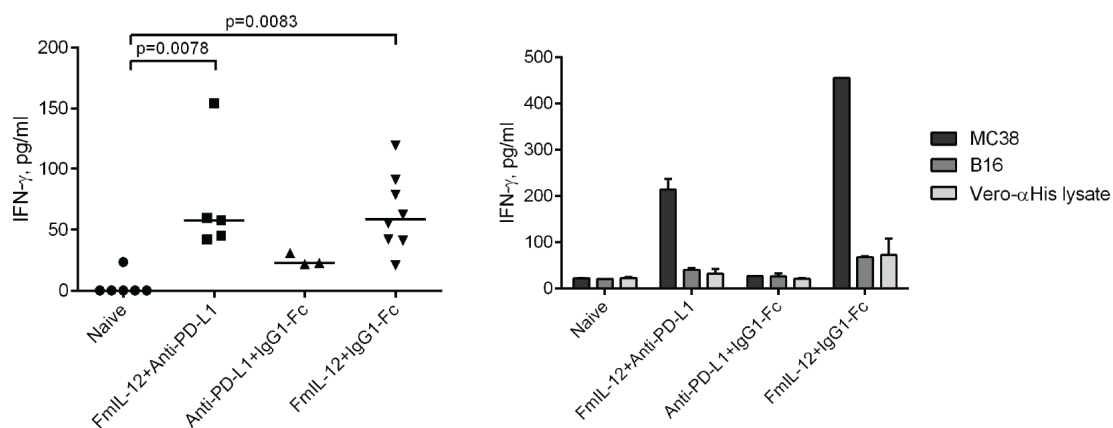 p=0.0083
p=0.0078
200
150
100
50
0
IFN-γ, pg/ml
Naive
FmIL-12+Anti-PD-L1
Anti-PD-L1+IgG1-Fc
FmIL-12+IgG1-Fc
500
400
300
200
100
0
IFN-γ, pg/ml
Naive
FmIL-12+Anti-PD-L1
Anti-PD-L1+IgG1-Fc
FmIL-12+IgG1-Fc
MC38
B16
Vero-αHis lysate